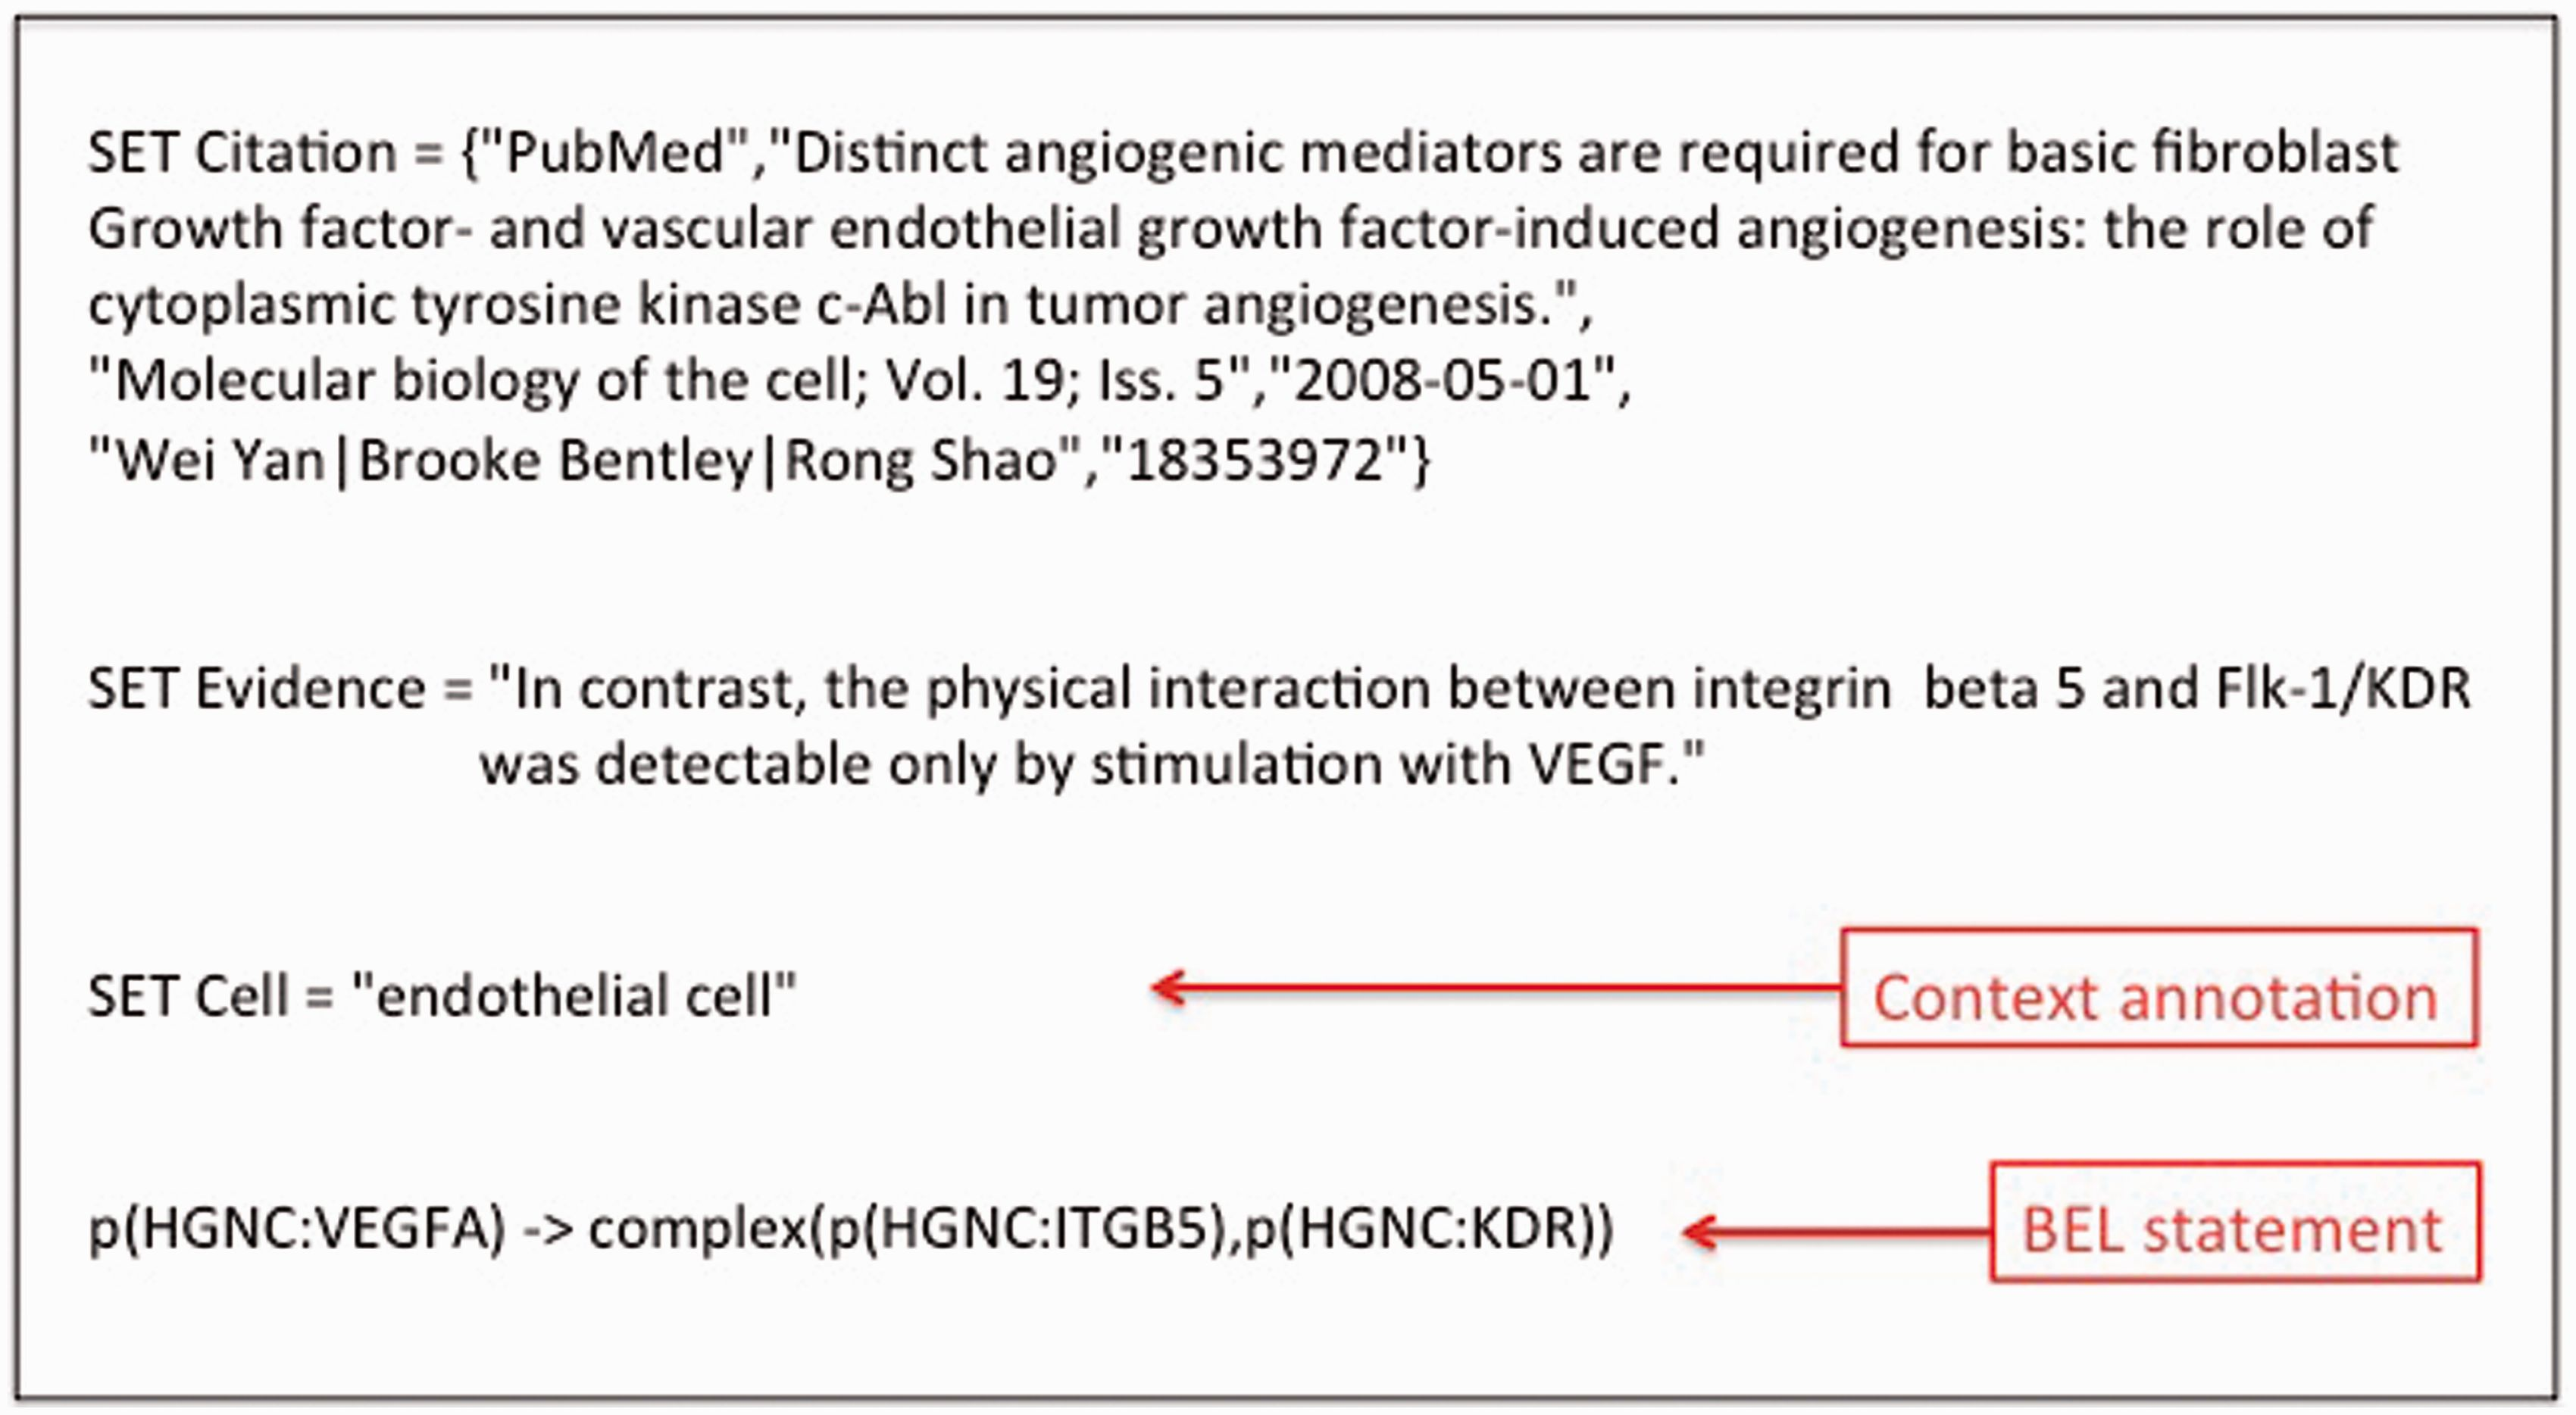 SET Citation = {"PubMed","Distinct angiogenic mediators are required for basic fibroblast
Growth factor- and vascular endothelial growth factor-induced angiogenesis: the role of
cytoplasmic tyrosine kinase c-Abl in tumor angiogenesis.",
"Molecular biology of the cell; Vol. 19; Iss. 5","2008-05-01",
"Wei Yan|Brooke Bentley|Rong Shao","18353972"}
SET Evidence = "In contrast, the physical interaction between integrin  beta 5 and Flk-1/KDR
was detectable only by stimulation with VEGF."
SET Cell = "endothelial cell"
Context annotation
p(HGNC:VEGFA) -> complex(p(HGNC:ITGB5),p(HGNC:KDR))
BEL statement